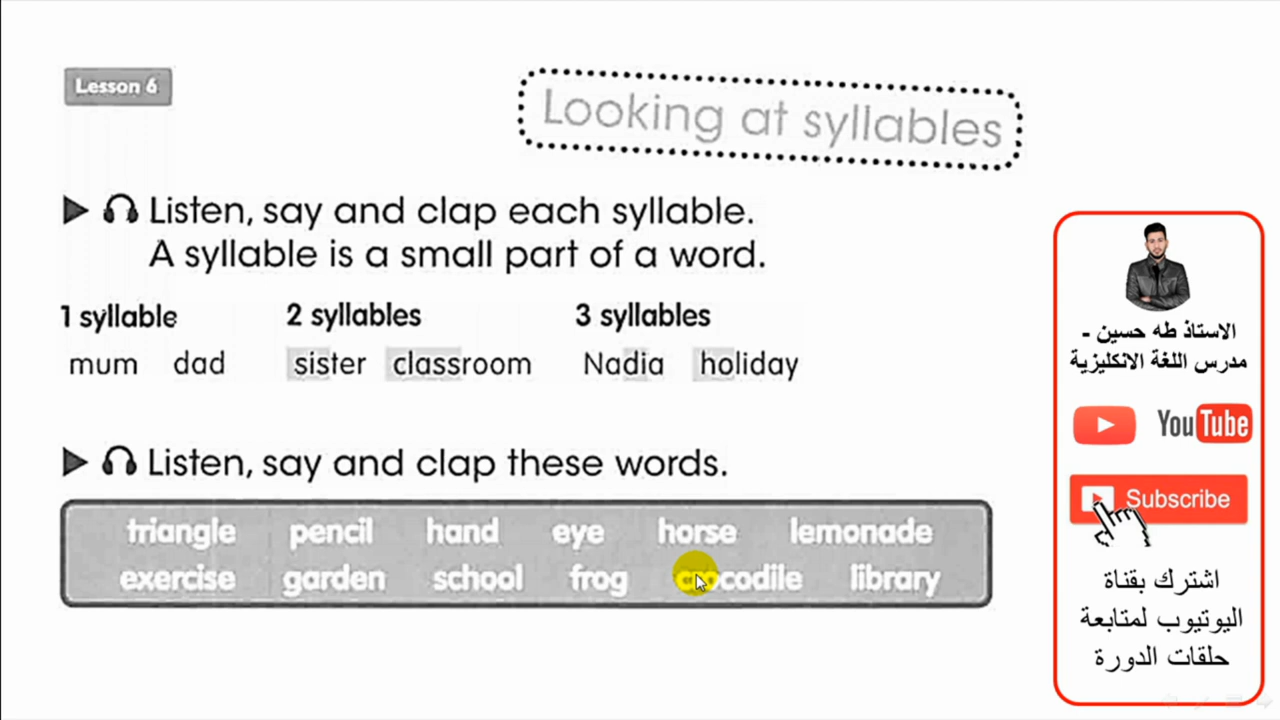 Lesson 6
Looking at syllables
Listen, say and clap each syllable.
A syllable is a small part of a word.
1 syllable 2 syllables 3 syllables
mum dad sister classroom Nadia holiday
Listen, say and clap these words.
triangle pencil hand eye horse lemonade
exercise garden school frog crocodile library
الاستاذ طه حسين -
مدرس اللغة الانكليزية
YouTube
Subscribe
اشترك بقناة
اليوتيوب لمتابعة
حلقات الدورة